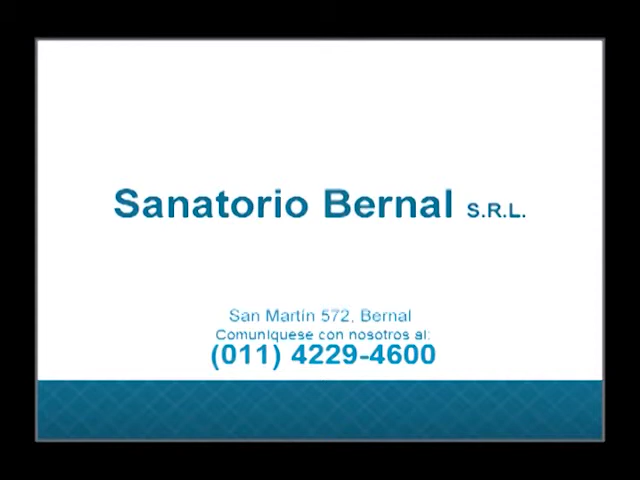 Sanatorio Bernal S.R.L.
San Martín 572, Bernal
Comuníquese con nosotros al:
(011) 4229-4600